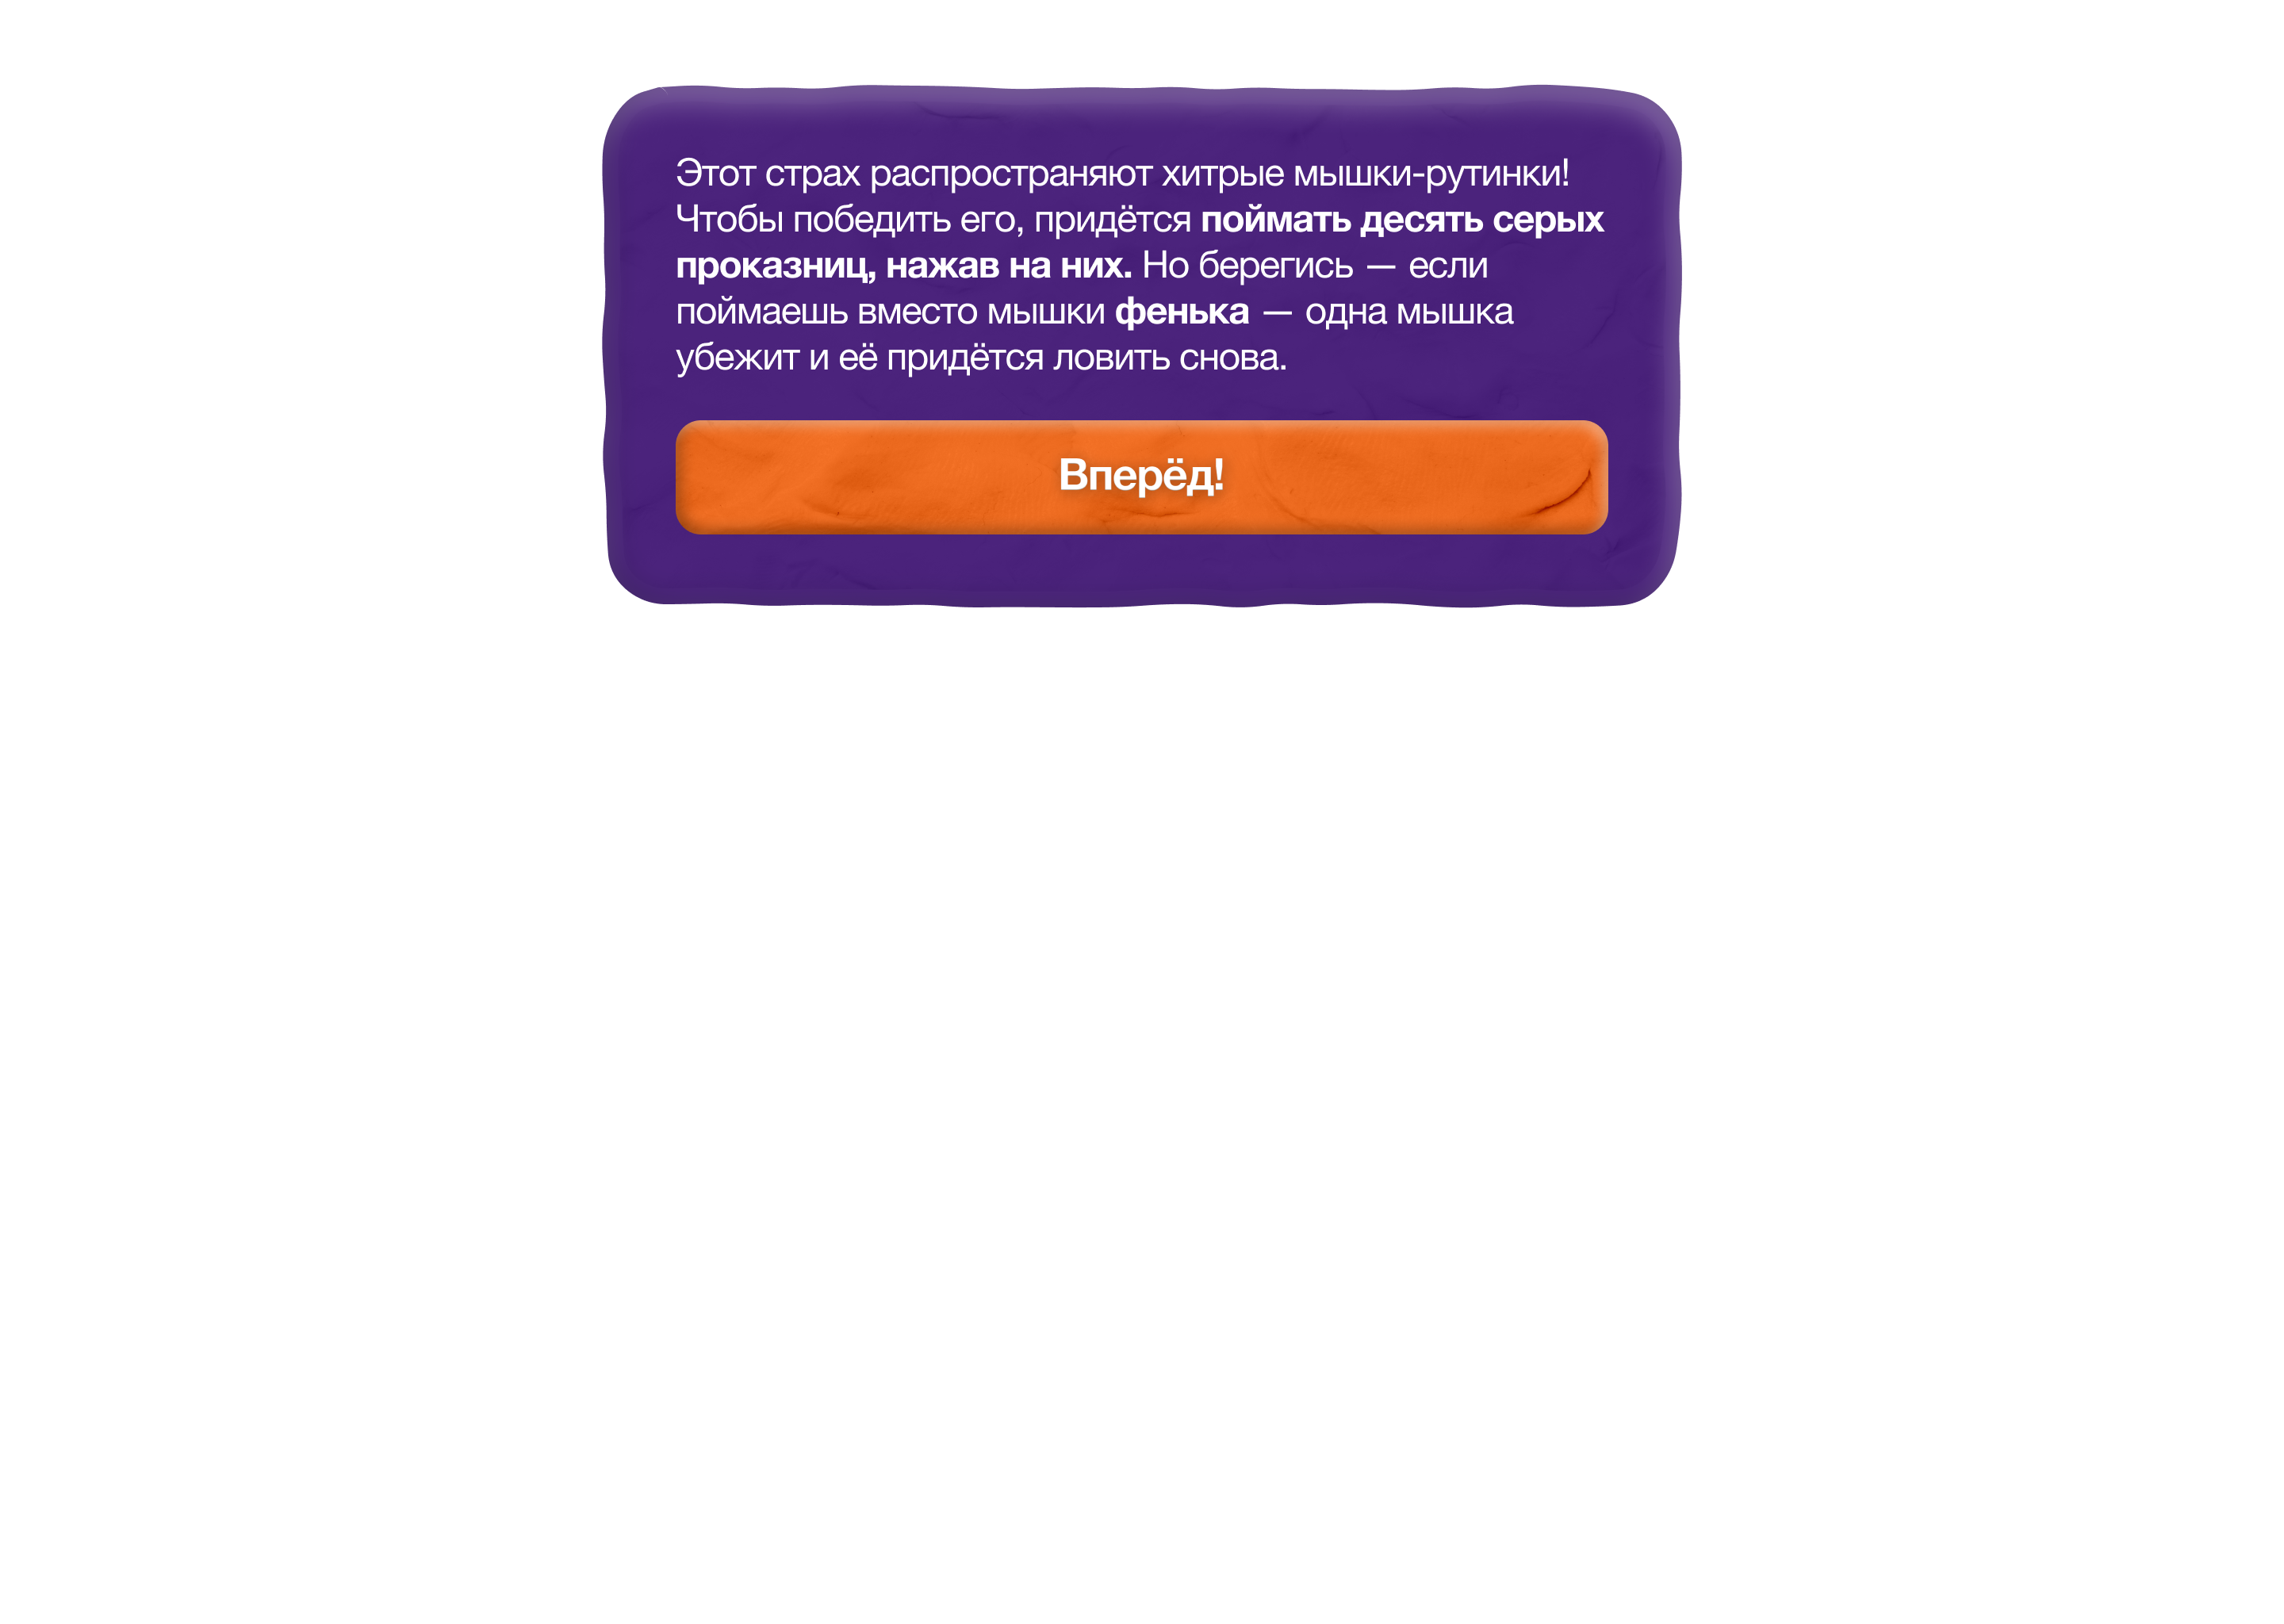 Этот страх распространяют хитрые мышки-рутинки!
Чтобы победить его, придётся поймать десять серых
проказниц, нажав на них. Но берегись — если
поймаешь вместо мышки фенька — одна мышка
убежит и её придётся ловить снова.
Вперёд!